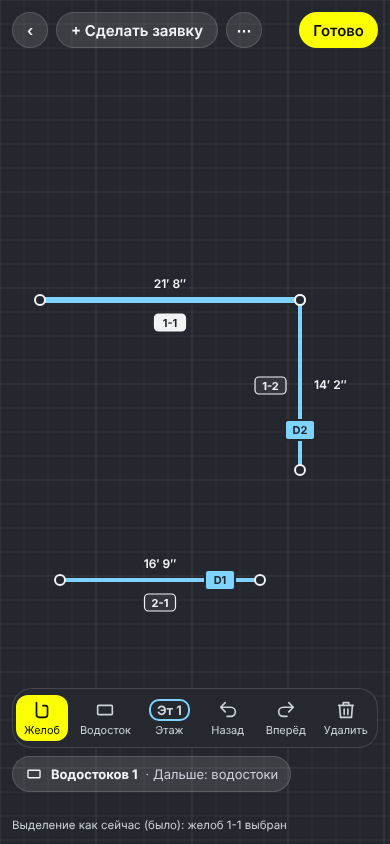 ‹ + Сделать заявку ··· Готово
21′ 8″
1-1
1-2 14′ 2″
D2
16′ 9″
D1
2-1
Эт 1
Желоб Водосток Этаж Назад Вперёд Удалить
Водостоков 1 · Дальше: водостоки
Выделение как сейчас (было): желоб 1-1 выбран